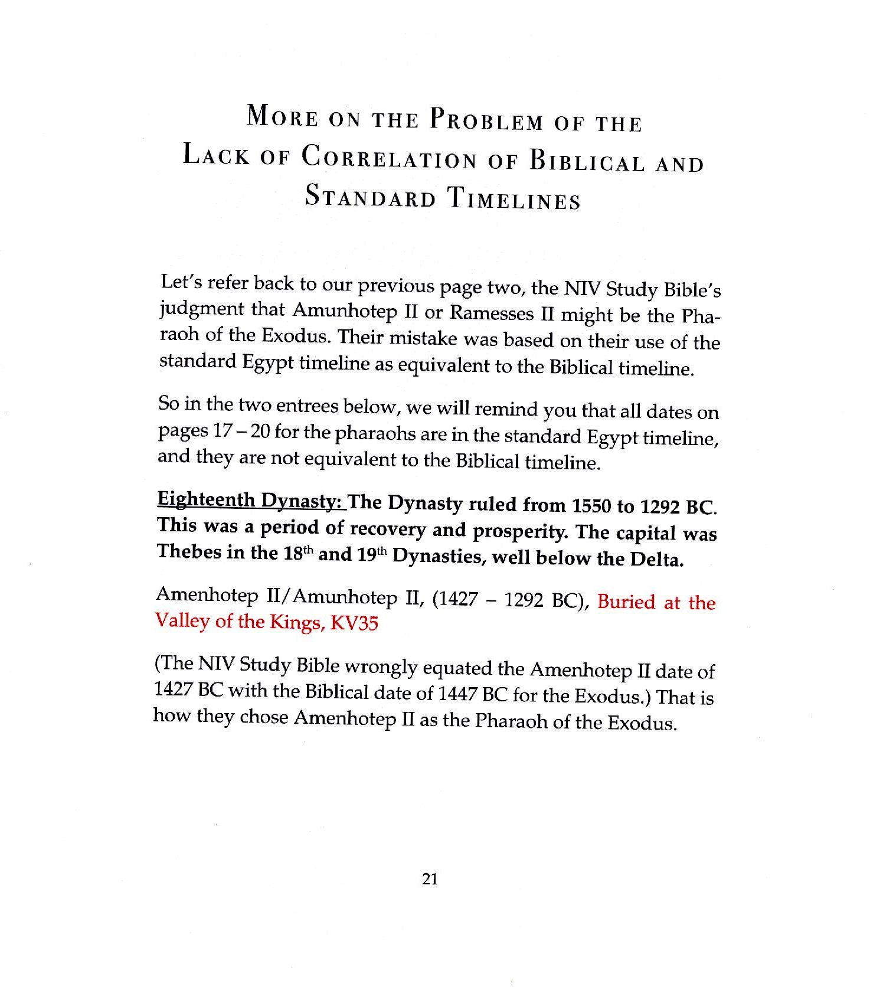 More on the Problem of the
Lack of Correlation of Biblical and
Standard Timelines
Let's refer back to our previous page two, the NIV Study Bible's
judgment that Amunhotep II or Ramesses II might be the Pha-
raoh of the Exodus. Their mistake was based on their use of the
standard Egypt timeline as equivalent to the Biblical timeline.
So in the two entrees below, we will remind you that all dates on
pages 17 – 20 for the pharaohs are in the standard Egypt timeline,
and they are not equivalent to the Biblical timeline.
Eighteenth Dynasty: The Dynasty ruled from 1550 to 1292 BC.
This was a period of recovery and prosperity. The capital was
Thebes in the 18th and 19th Dynasties, well below the Delta.
Amenhotep II/Amunhotep II, (1427 – 1292 BC), Buried at the
Valley of the Kings, KV35
(The NIV Study Bible wrongly equated the Amenhotep II date of
1427 BC with the Biblical date of 1447 BC for the Exodus.) That is
how they chose Amenhotep II as the Pharaoh of the Exodus.
21